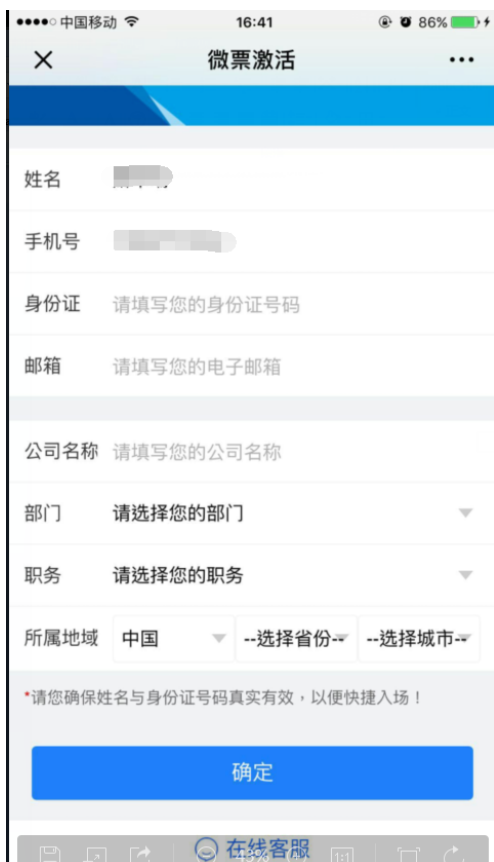 中国移动 16:41 86%
微票激活
姓名
手机号
身份证 请填写您的身份证号码
邮箱 请填写您的电子邮箱
公司名称 请填写您的公司名称
部门 请选择您的部门
职务 请选择您的职务
所属地域 中国 --选择省份-- --选择城市--
*请您确保姓名与身份证号码真实有效，以便快捷入场！
确定
在线客服
1:1